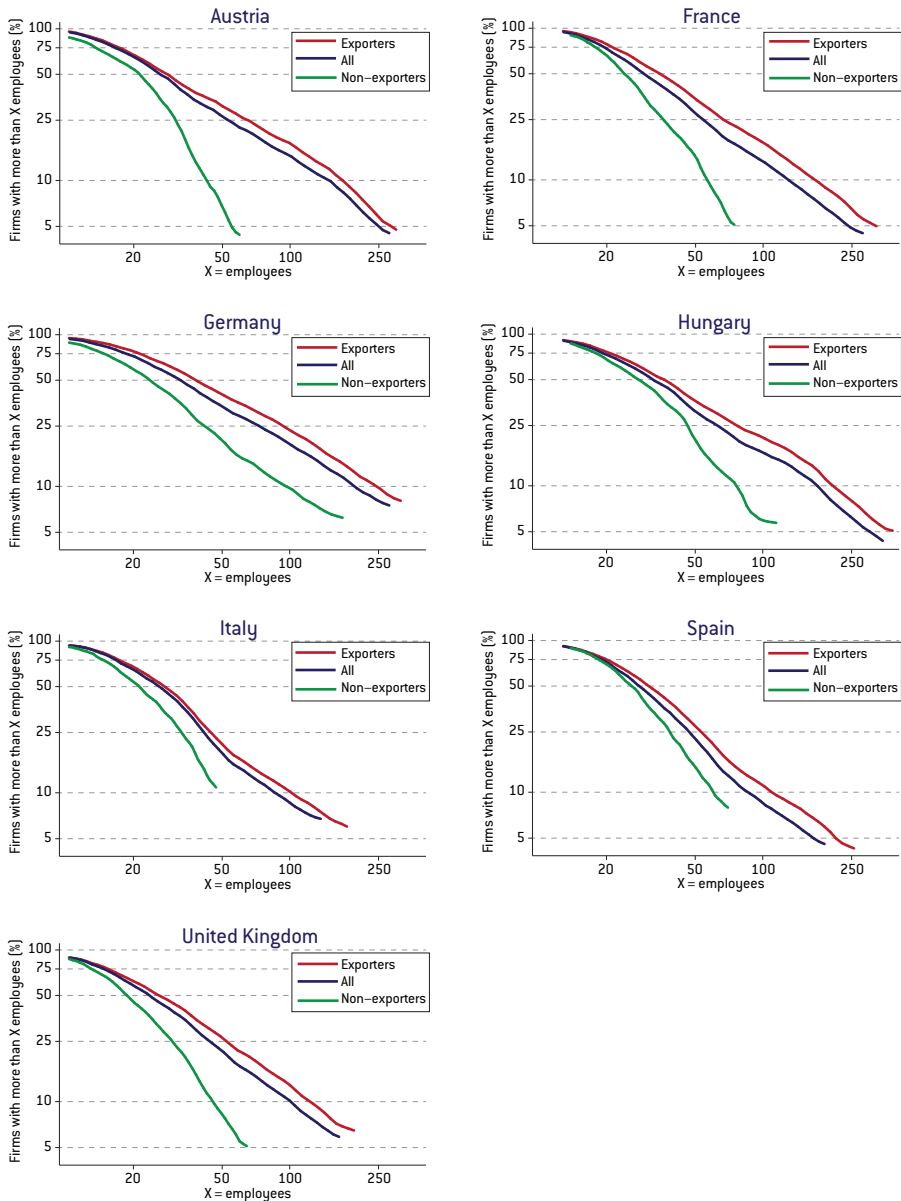 Austria
Firms with more than X employees (%)
100
75
50
25
10
5
Exporters
All
Non–exporters
20
50
100
250
X = employees
France
Firms with more than X employees (%)
100
75
50
25
10
5
Exporters
All
Non–exporters
20
50
100
250
X = employees
Germany
Firms with more than X employees (%)
100
75
50
25
10
5
Exporters
All
Non–exporters
20
50
100
250
X = employees
Hungary
Firms with more than X employees (%)
100
75
50
25
10
5
Exporters
All
Non–exporters
20
50
100
250
X = employees
Italy
Firms with more than X employees (%)
100
75
50
25
10
5
Exporters
All
Non–exporters
20
50
100
250
X = employees
Spain
Firms with more than X employees (%)
100
75
50
25
10
5
Exporters
All
Non–exporters
20
50
100
250
X = employees
United Kingdom
Firms with more than X employees (%)
100
75
50
25
10
5
Exporters
All
Non–exporters
20
50
100
250
X = employees